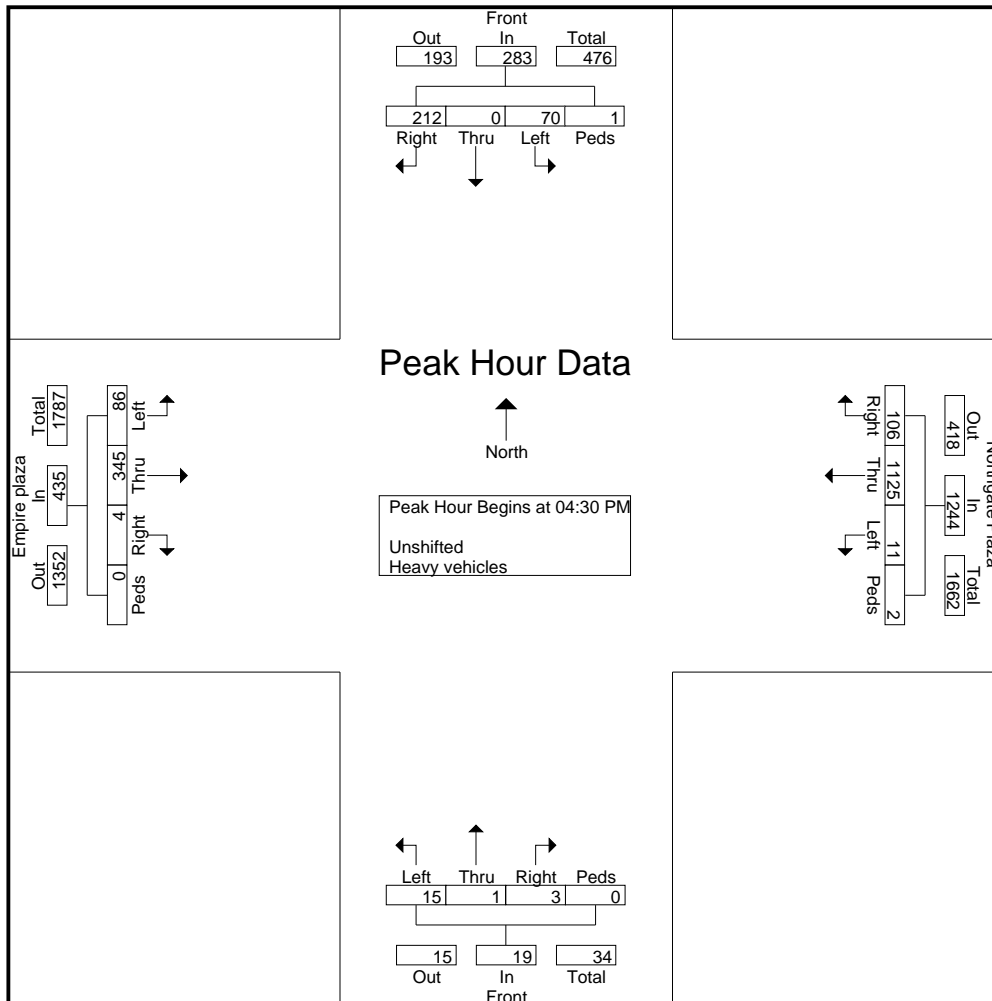 Front
Out In Total
193 283 476
212 0 70 1
Right Thru Left Peds
Peak Hour Data
North
Peak Hour Begins at 04:30 PM
Unshifted
Heavy vehicles
Empire plaza
Out In Total
1352 435 1787
86 345 4 0
Left Thru Right Peds
Northgate Plaza
Out In Total
418 1244 1662
106 1125 11 2
Right Thru Left Peds
Left Thru Right Peds
15 1 3 0
15 19 34
Out In Total
Front